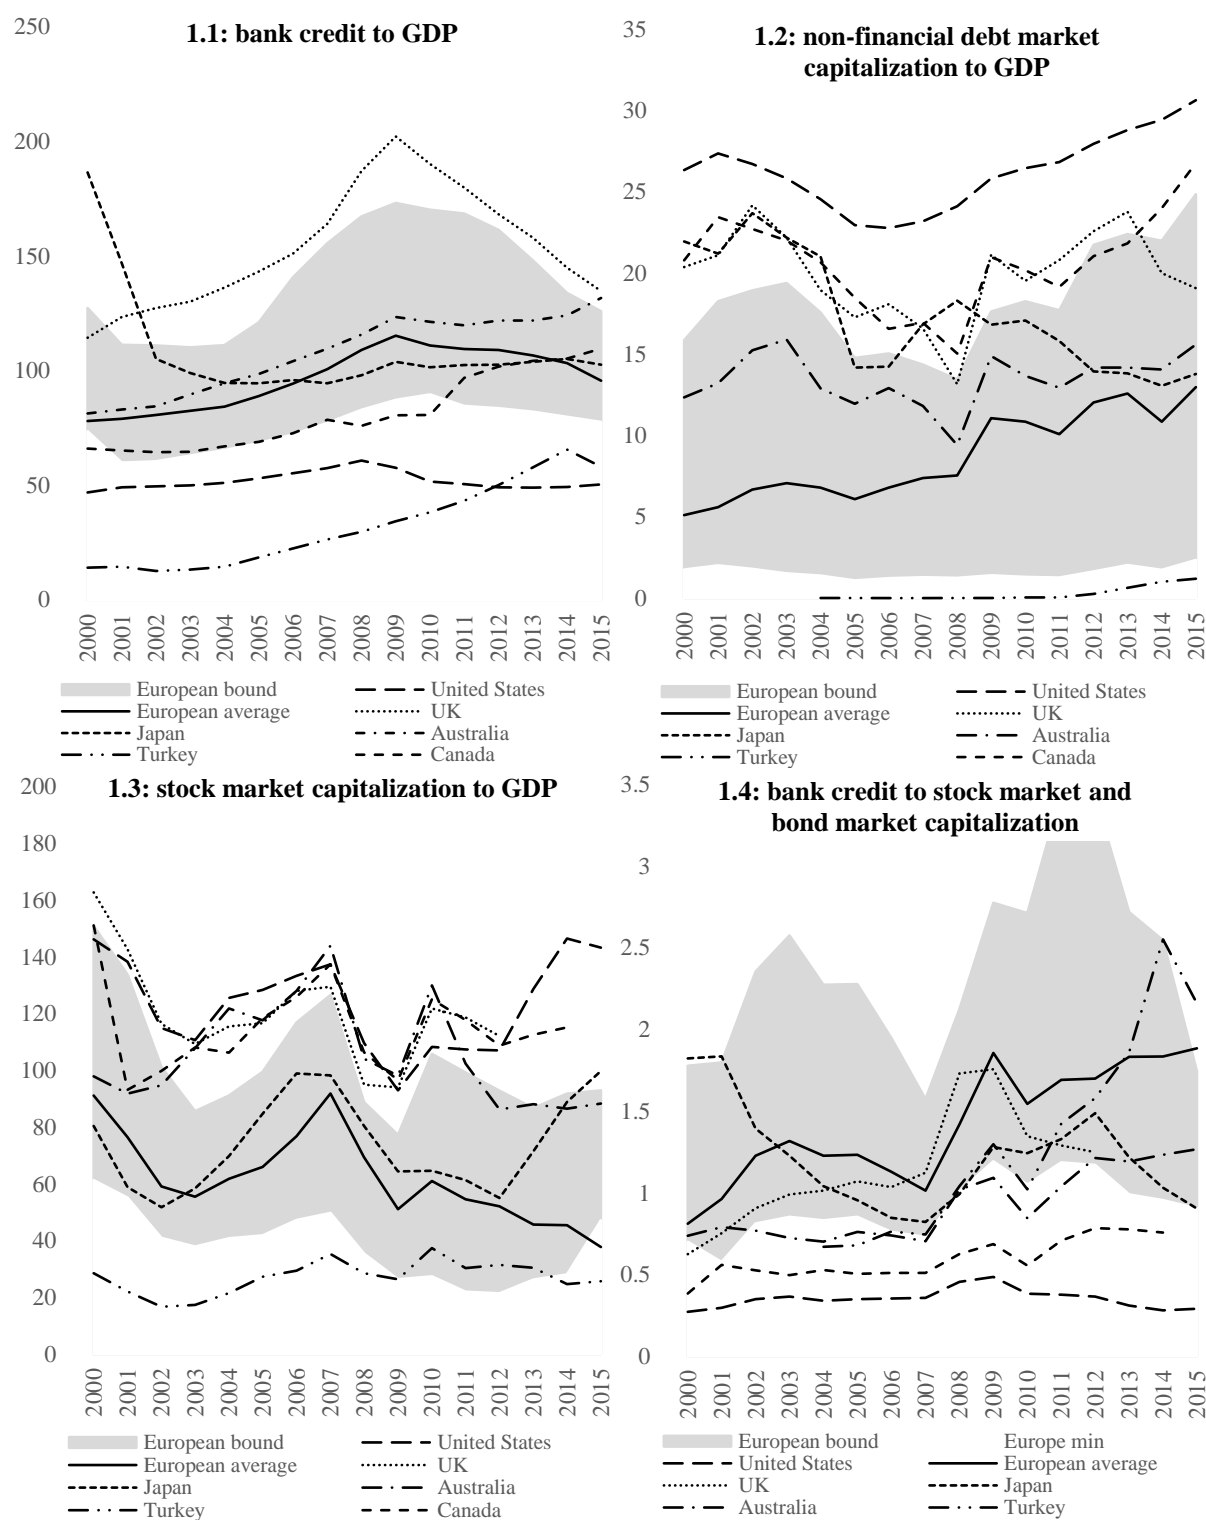 1.1: bank credit to GDP
250
200
150
100
50
0
2000 2001 2002 2003 2004 2005 2006 2007 2008 2009 2010 2011 2012 2013 2014 2015
European bound United States
European average UK
Japan Australia
Turkey Canada
1.2: non-financial debt market
capitalization to GDP
35
30
25
20
15
10
5
0
2000 2001 2002 2003 2004 2005 2006 2007 2008 2009 2010 2011 2012 2013 2014 2015
European bound United States
European average UK
Japan Australia
Turkey Canada
1.3: stock market capitalization to GDP
200
180
160
140
120
100
80
60
40
20
0
2000 2001 2002 2003 2004 2005 2006 2007 2008 2009 2010 2011 2012 2013 2014 2015
European bound United States
European average UK
Japan Australia
Turkey Canada
1.4: bank credit to stock market and
bond market capitalization
3.5
3
2.5
2
1.5
1
0.5
0
2000 2001 2002 2003 2004 2005 2006 2007 2008 2009 2010 2011 2012 2013 2014 2015
European bound Europe min
United States European average
UK Japan
Australia Turkey